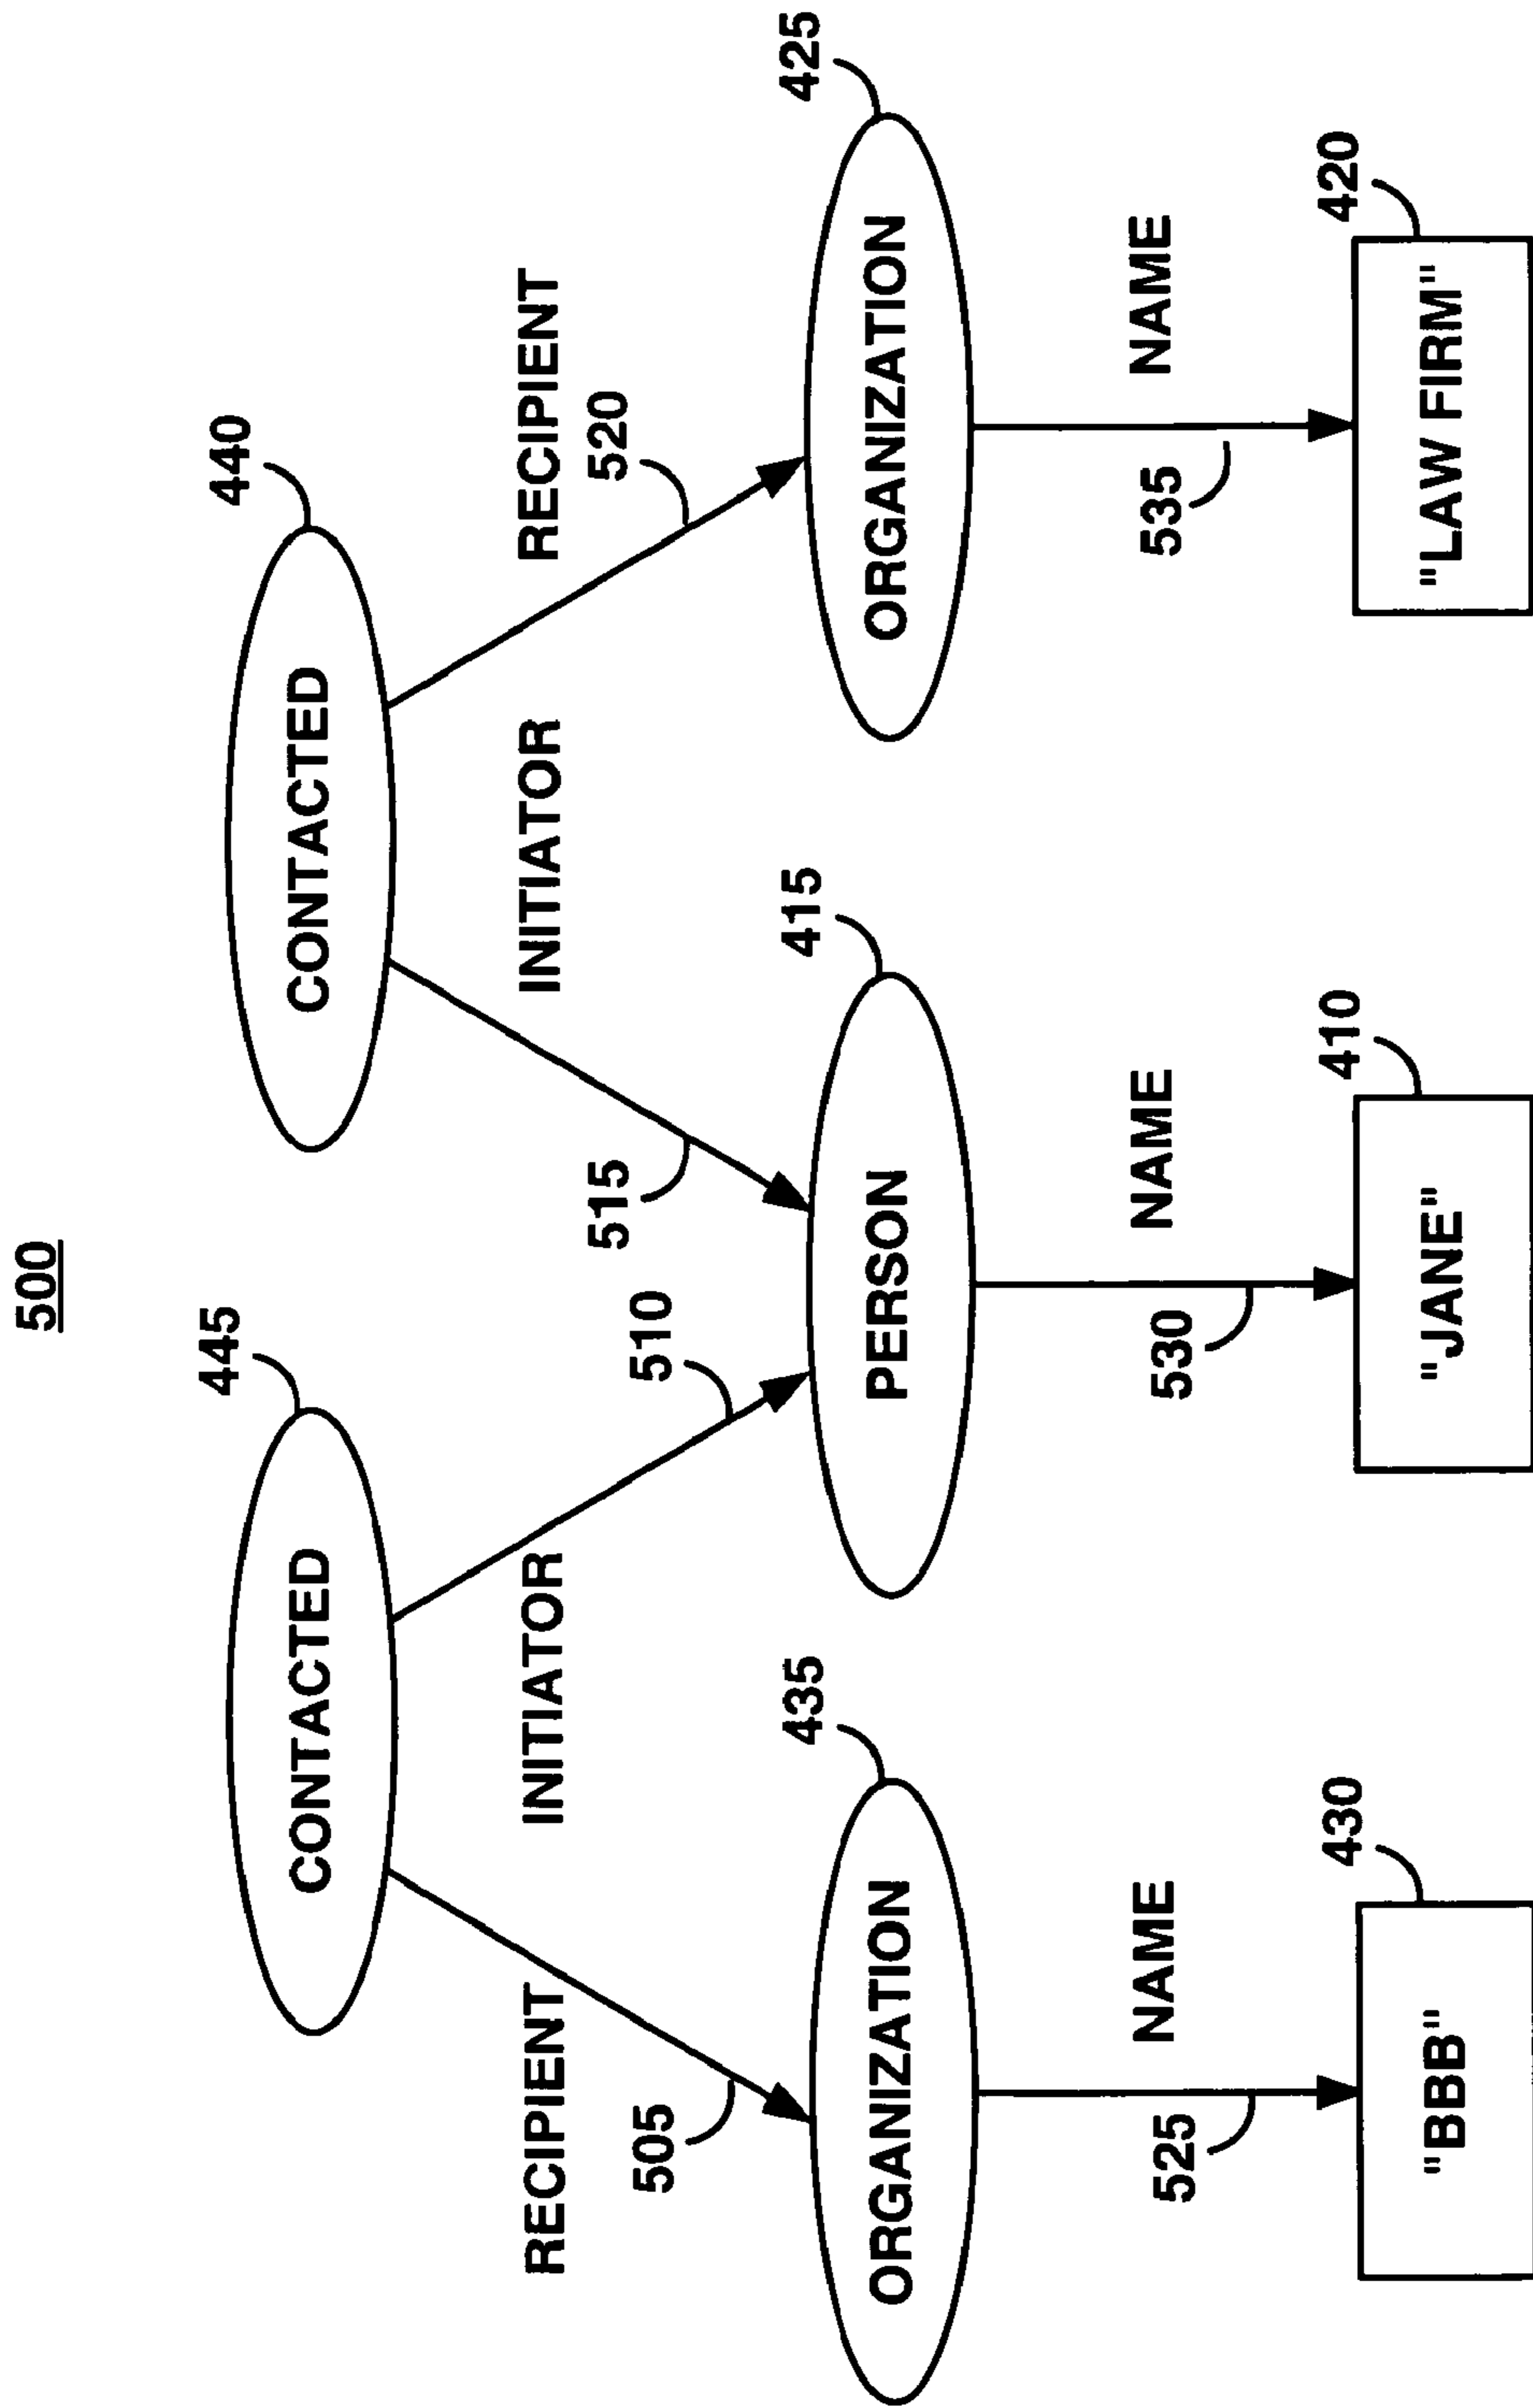 500
445
440
CONTACTED
CONTACTED
RECIPIENT
INITIATOR
INITIATOR
RECIPIENT
505
510
515
520
435
415
425
ORGANIZATION
PERSON
ORGANIZATION
NAME
NAME
NAME
525
530
535
430
410
420
"BBB"
"JANE"
"LAW FIRM"